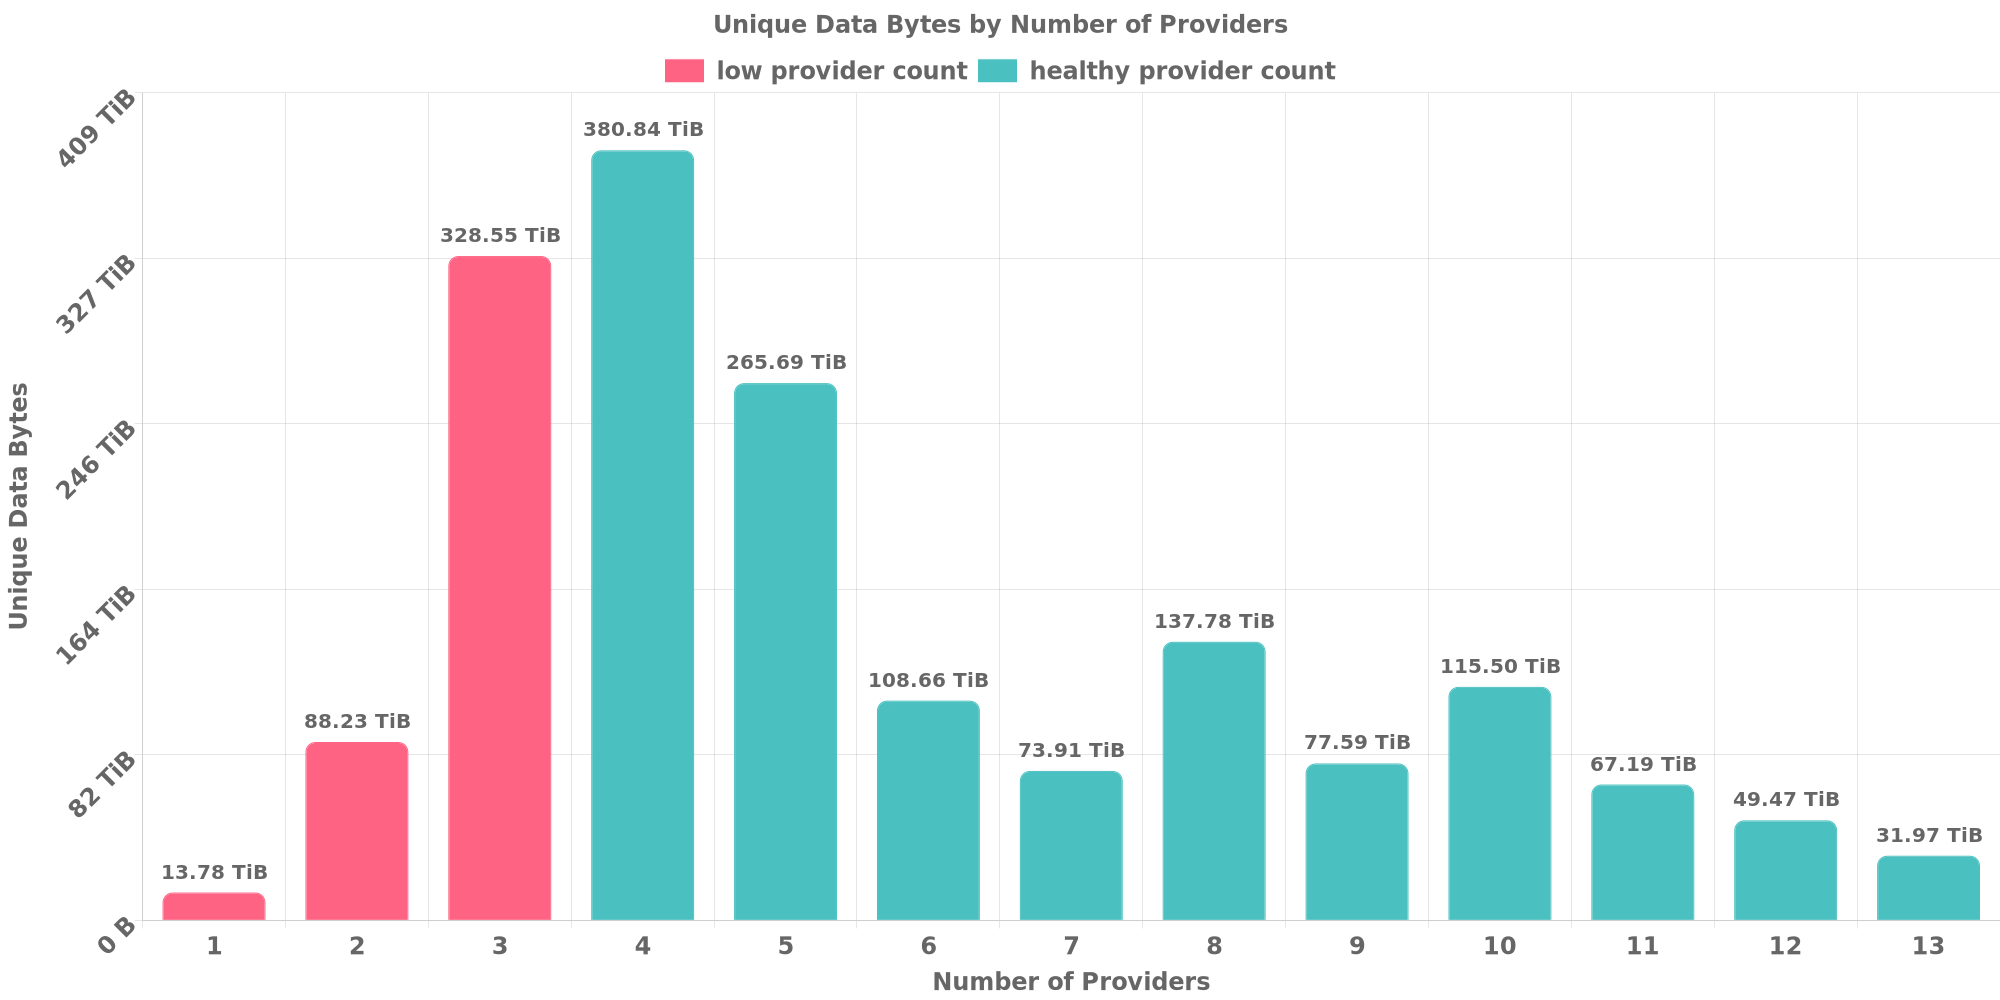 Unique Data Bytes by Number of Providers
low provider count healthy provider count
409 TiB
327 TiB
246 TiB
164 TiB
82 TiB
0 B
Unique Data Bytes
13.78 TiB
88.23 TiB
328.55 TiB
380.84 TiB
265.69 TiB
108.66 TiB
73.91 TiB
137.78 TiB
77.59 TiB
115.50 TiB
67.19 TiB
49.47 TiB
31.97 TiB
1 2 3 4 5 6 7 8 9 10 11 12 13
Number of Providers